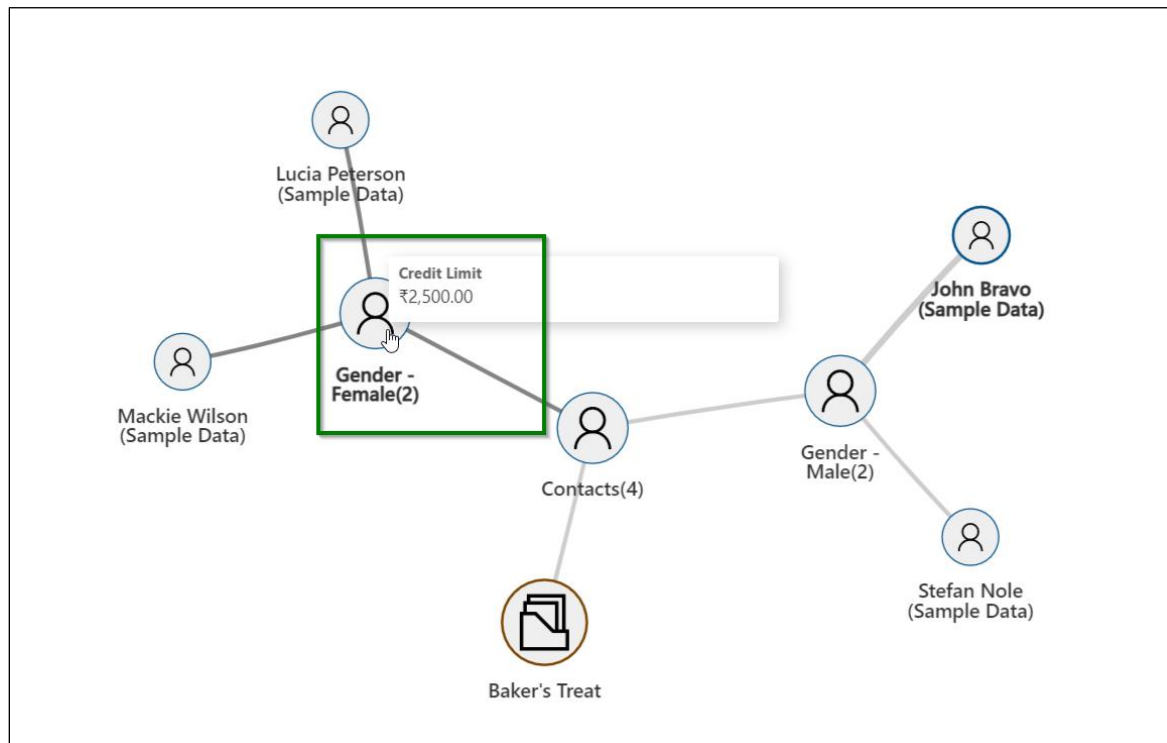 Lucia Peterson
(Sample Data)
Credit Limit
₹2,500.00
John Bravo
(Sample Data)
Gender -
Female(2)
Mackie Wilson
(Sample Data)
Gender -
Male(2)
Contacts(4)
Stefan Nole
(Sample Data)
Baker's Treat